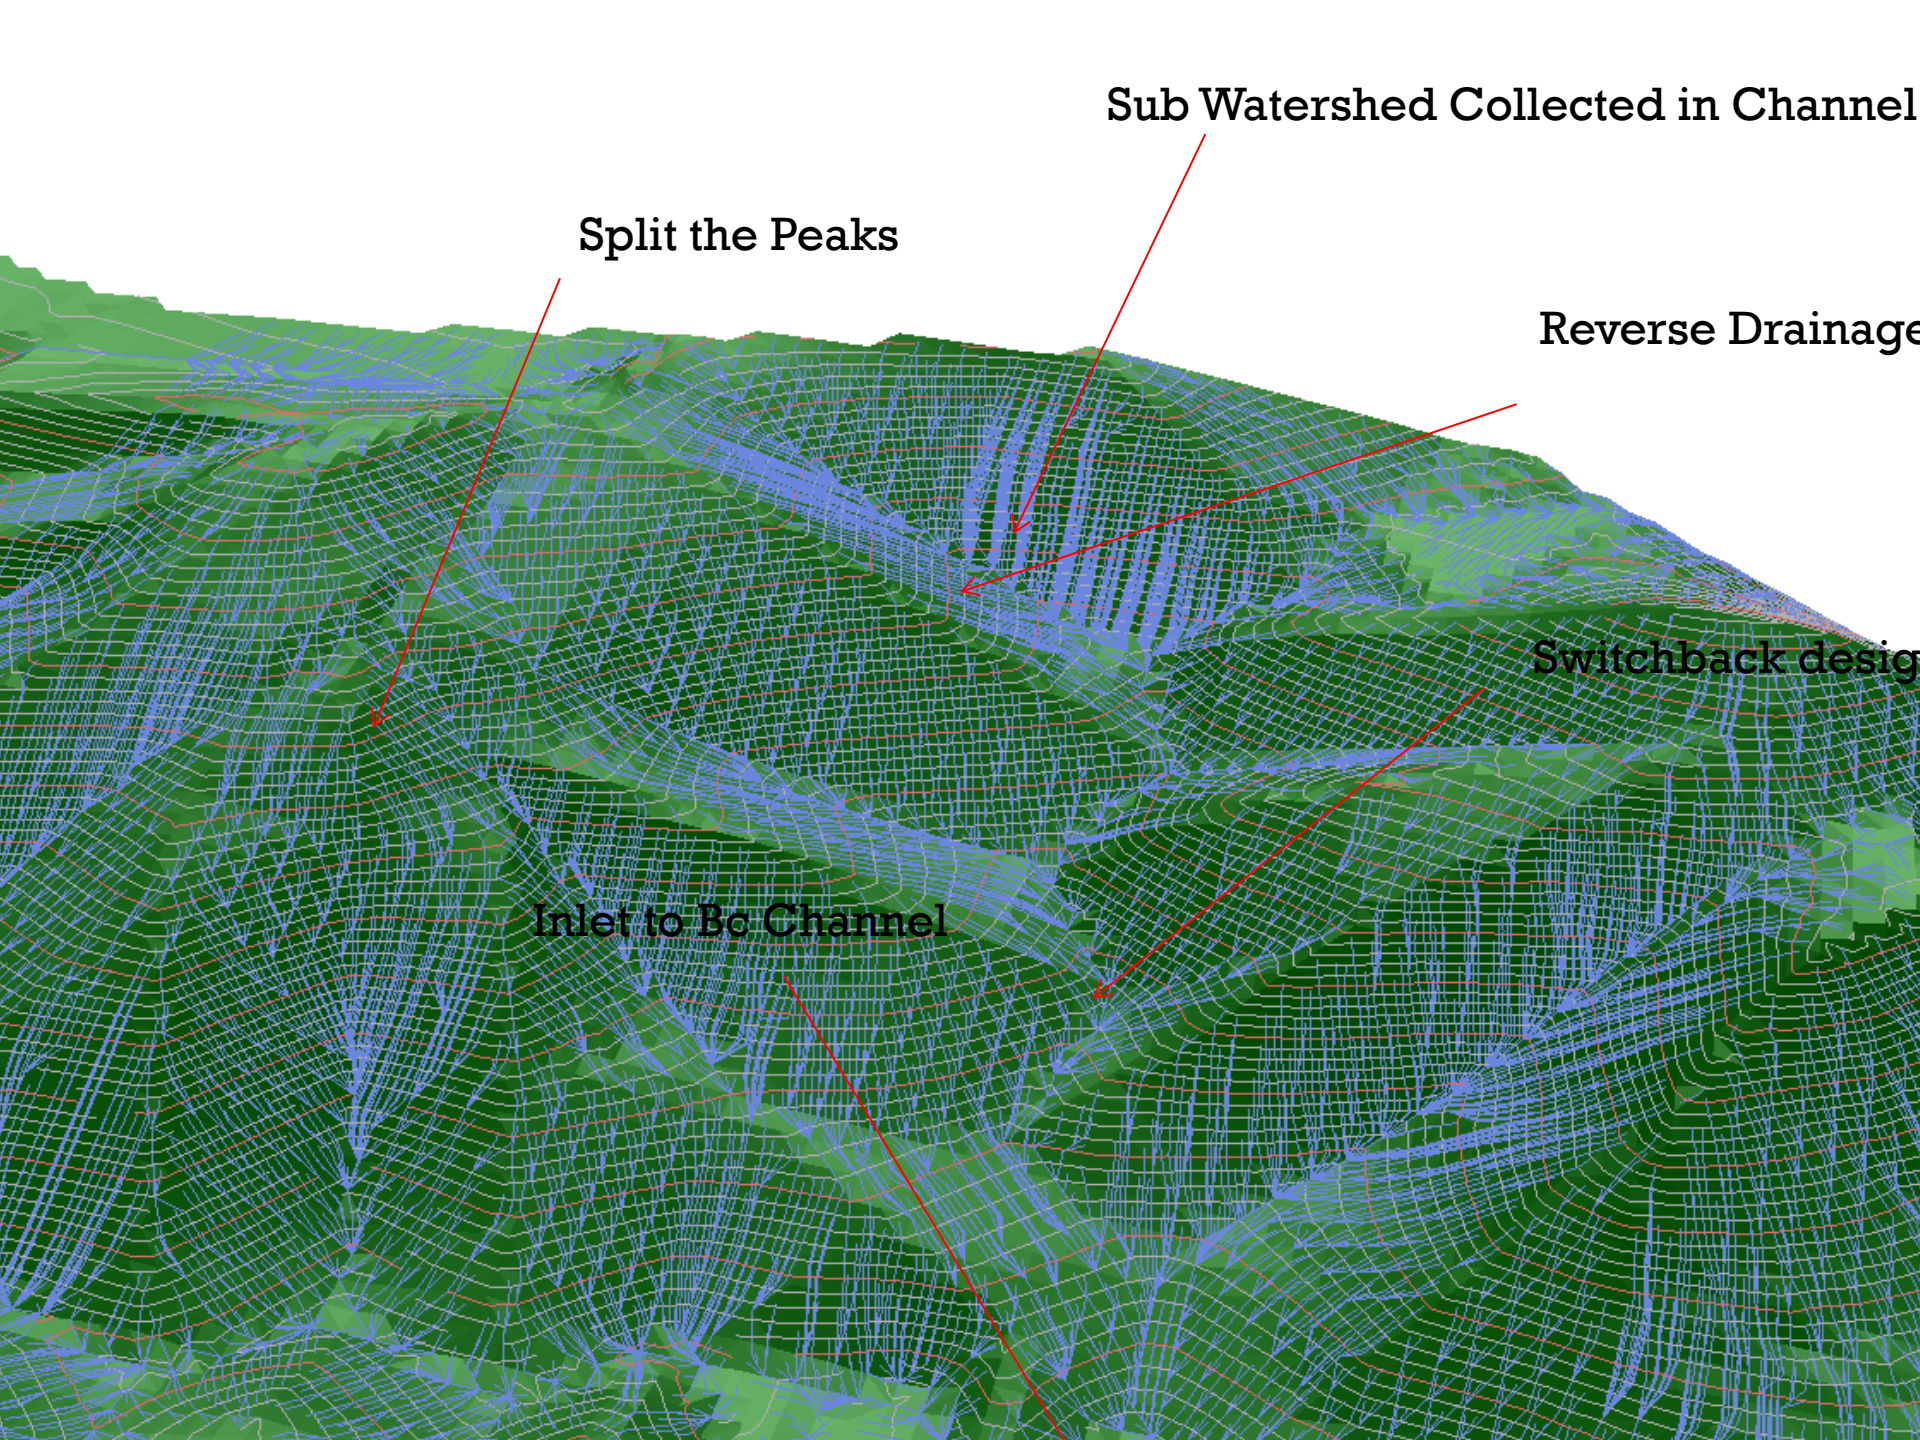 Sub Watershed Collected in Channel
Split the Peaks
Reverse Drainage
Switchback desig
Inlet to Bc Channel